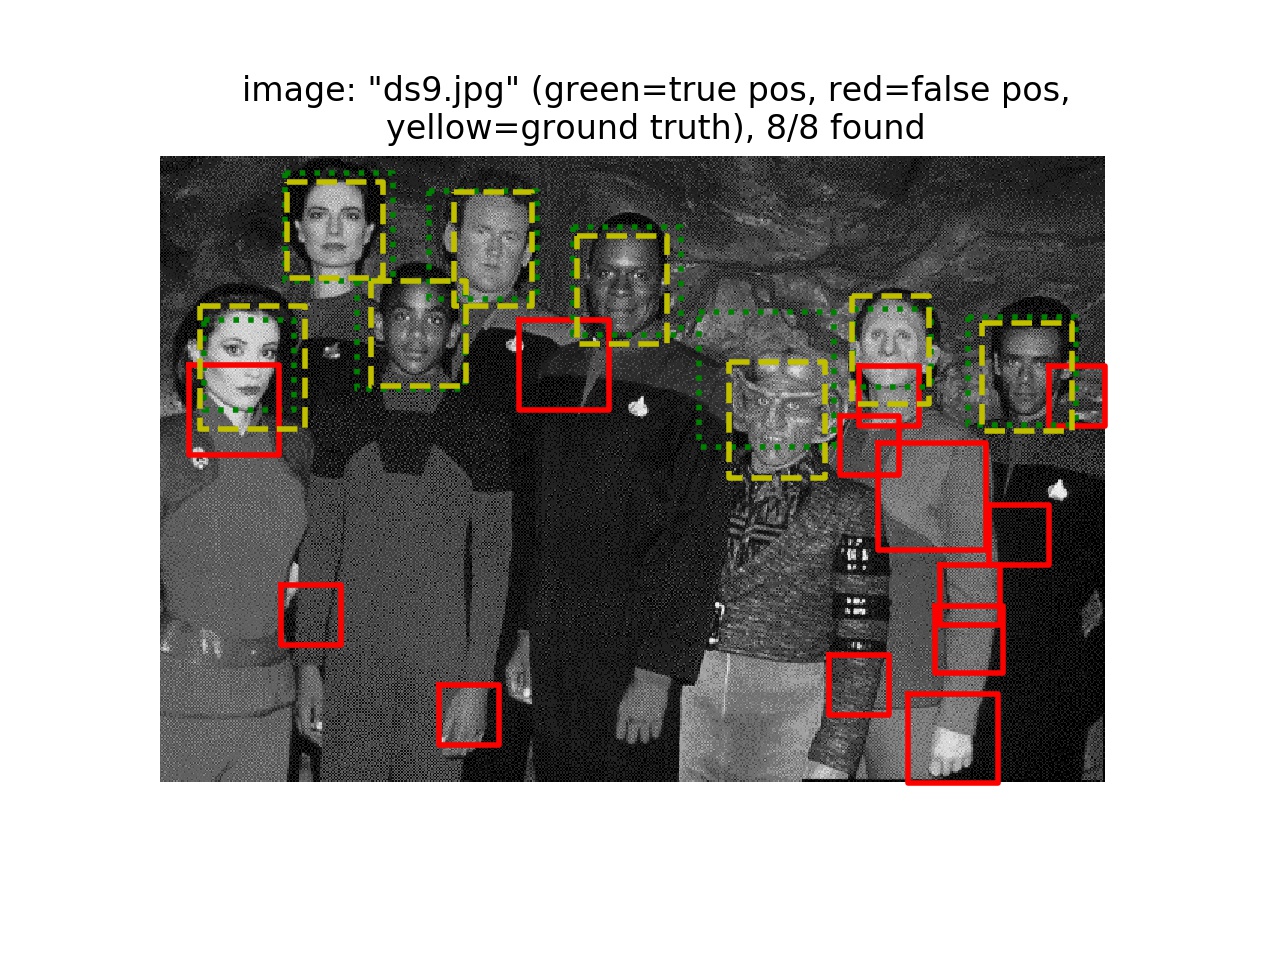 image: "ds9.jpg" (green=true pos, red=false pos,
yellow=ground truth), 8/8 found